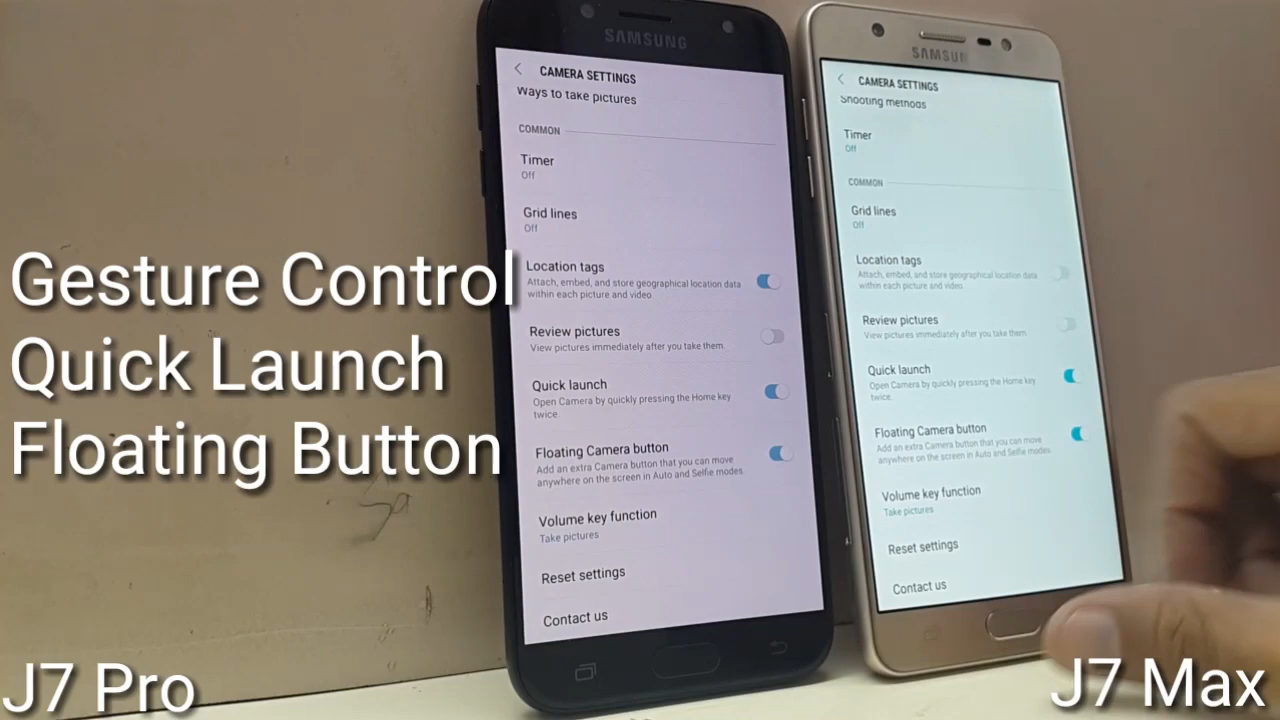 Gesture Control
Quick Launch
Floating Button
J7 Pro
SAMSUNG
CAMERA SETTINGS
Ways to take pictures
COMMON
Timer
Off
Grid lines
Off
Location tags
Attach, embed, and store geographical location data
within each picture and video.
Review pictures
View pictures immediately after you take them.
Quick launch
Open Camera by quickly pressing the Home key
twice.
Floating Camera button
Add an extra Camera button that you can move
anywhere on the screen in Auto and Selfie modes.
Volume key function
Take pictures
Reset settings
Contact us
SAMSUNG
CAMERA SETTINGS
Shooting methods
Timer
Off
COMMON
Grid lines
Off
Location tags
Attach, embed, and store geographical location data
within each picture and video.
Review pictures
View pictures immediately after you take them.
Quick launch
Open Camera by quickly pressing the Home key
twice.
Floating Camera button
Add an extra Camera button that you can move
anywhere on the screen in Auto and Selfie modes.
Volume key function
Take pictures
Reset settings
Contact us
J7 Max